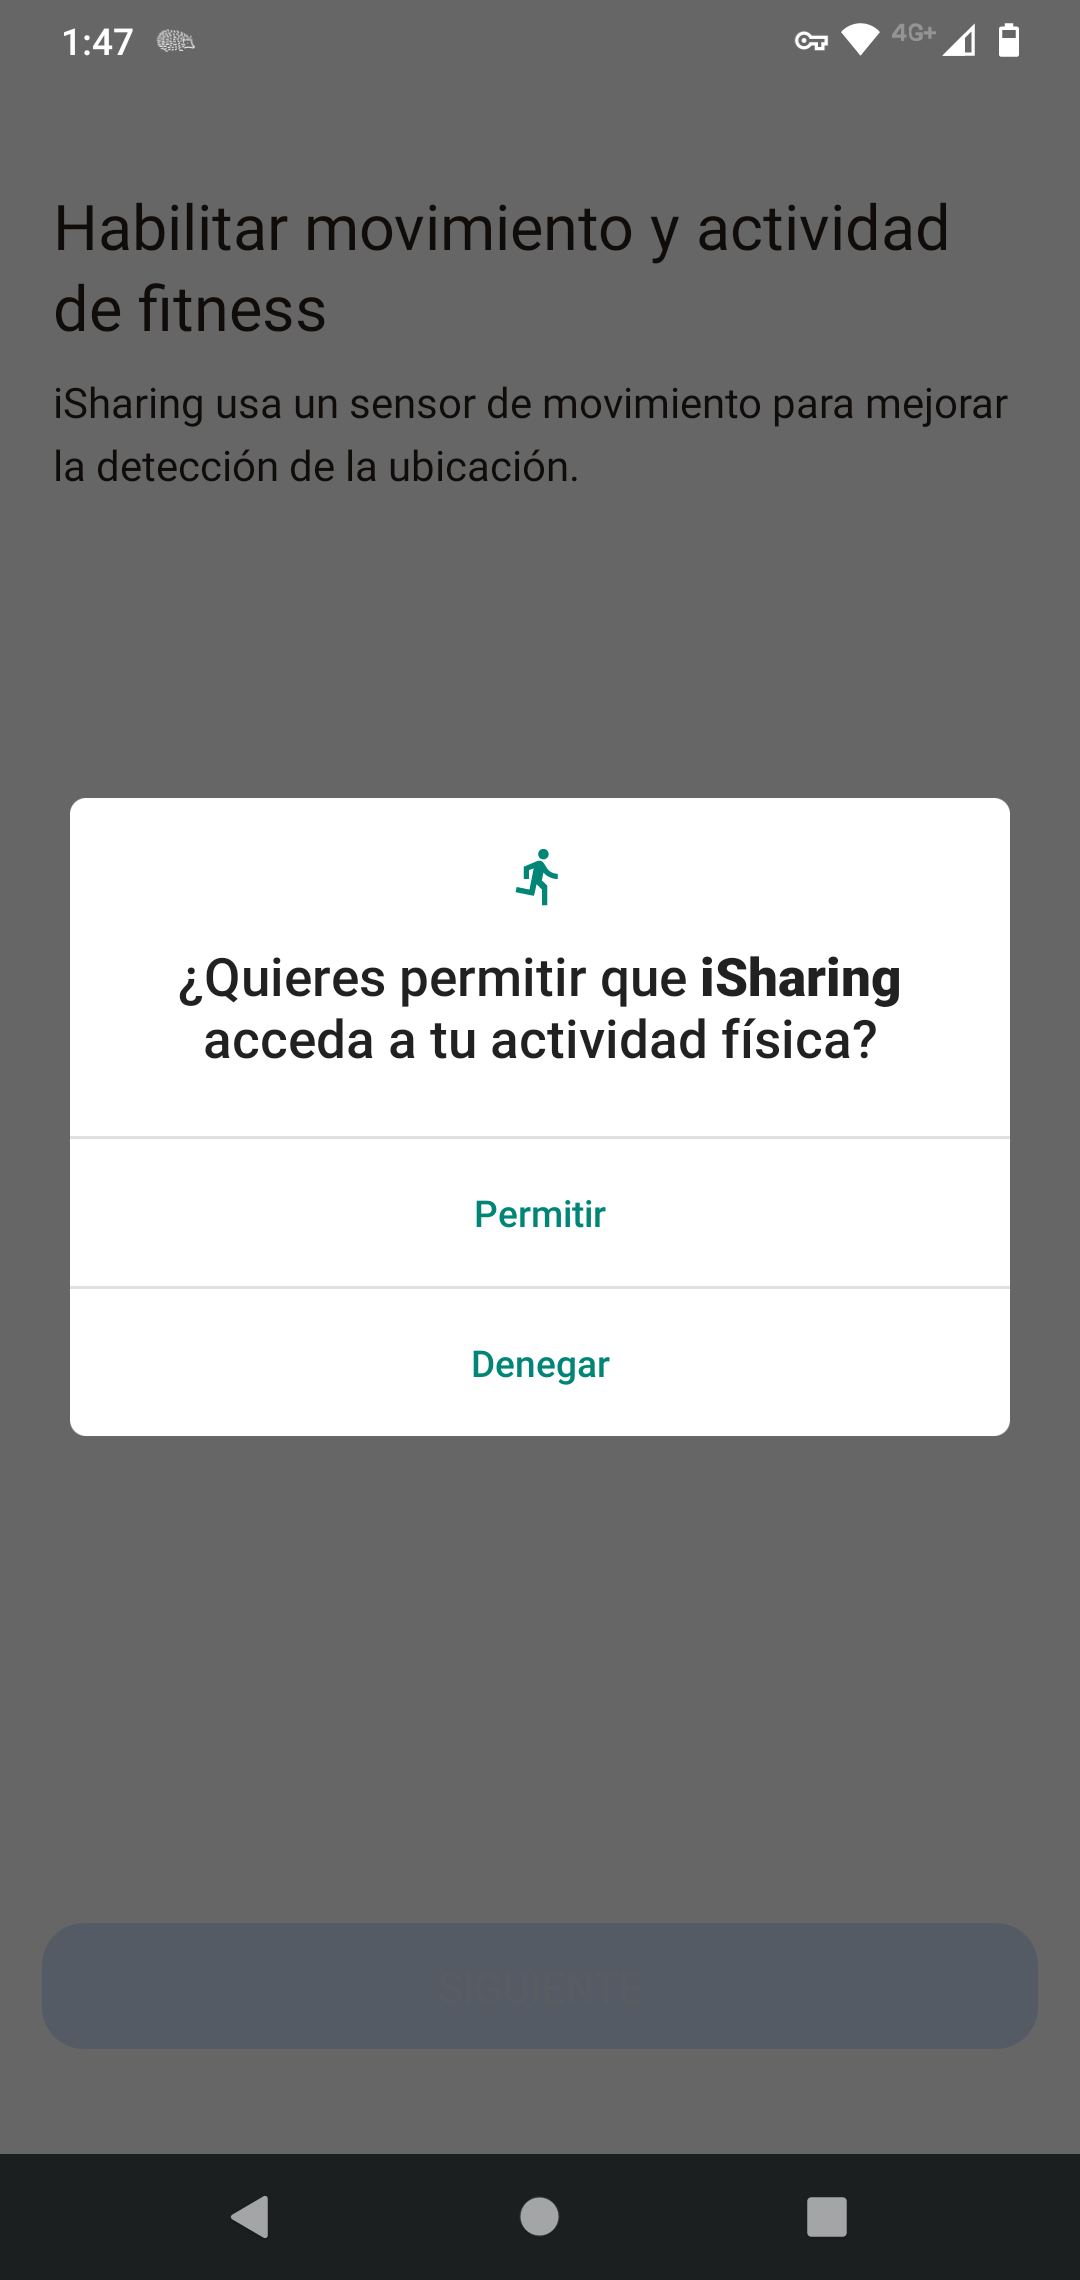 1:47
4G+
Habilitar movimiento y actividad
de fitness
iSharing usa un sensor de movimiento para mejorar
la detección de la ubicación.
¿Quieres permitir que iSharing
acceda a tu actividad física?
Permitir
Denegar
SIGUIENTE